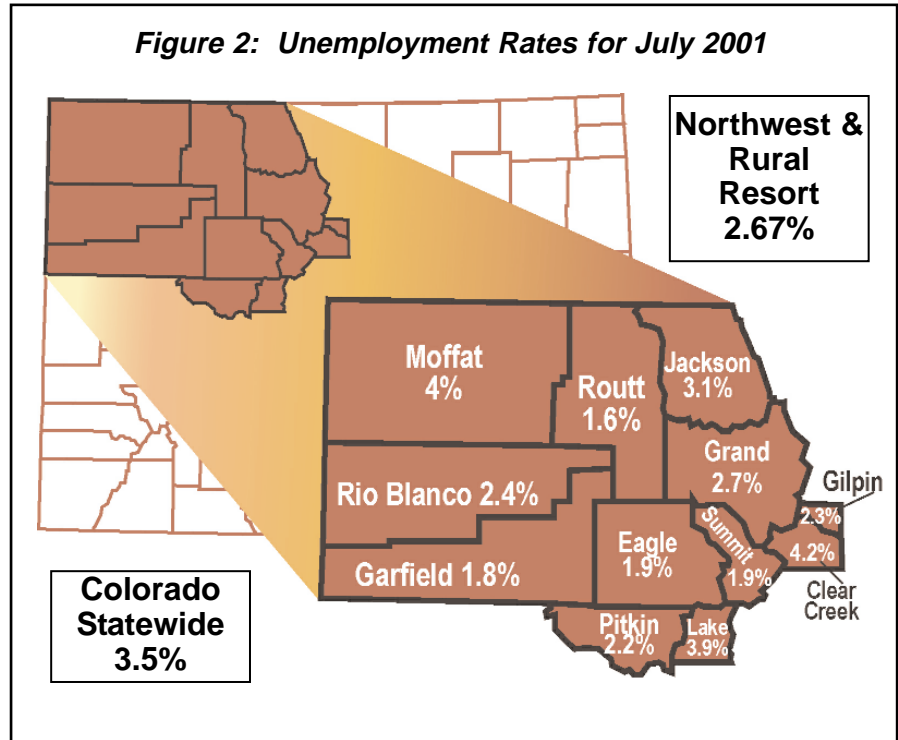 Figure 2: Unemployment Rates for July 2001
Northwest &
Rural
Resort
2.67%
Moffat
4%
Routt
1.6%
Jackson
3.1%
Grand
2.7%
Gilpin
2.3%
Rio Blanco 2.4%
Eagle
1.9%
Summit
1.9%
4.2%
Clear
Creek
Garfield 1.8%
Pitkin
2.2%
Lake
3.9%
Colorado
Statewide
3.5%